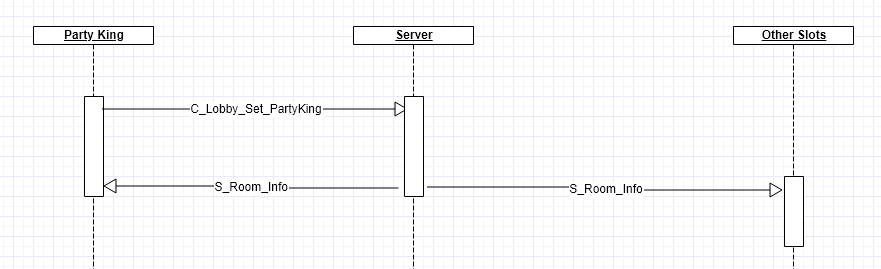 Party King
Server
Other Slots
C_Lobby_Set_PartyKing
S_Room_Info
S_Room_Info